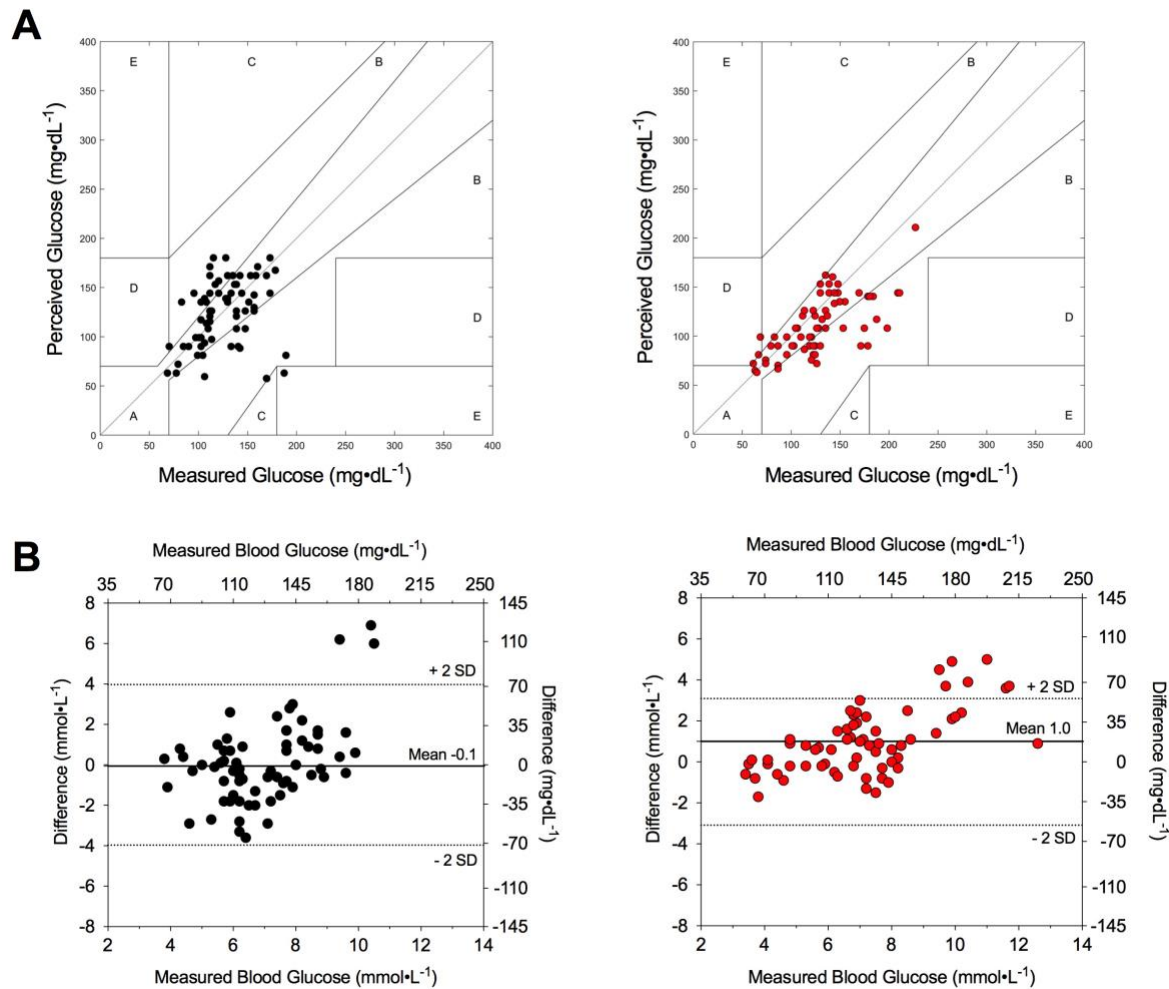 A
400
350
300
250
200
150
100
50
0
E
C
B
B
D
D
A
C
E
0 50 100 150 200 250 300 350 400
Perceived Glucose (mg•dL-1)
Measured Glucose (mg•dL-1)
400
350
300
250
200
150
100
50
0
E
C
B
B
D
D
A
C
E
0 50 100 150 200 250 300 350 400
Perceived Glucose (mg•dL-1)
Measured Glucose (mg•dL-1)
B
Measured Blood Glucose (mg•dL-1)
35 70 110 145 180 215 250
8
6
4
2
0
-2
-4
-6
-8
Difference (mmol•L-1)
+ 2 SD
Mean -0.1
- 2 SD
145
110
70
35
0
-35
-70
-110
-145
Difference (mg•dL-1)
2 4 6 8 10 12 14
Measured Blood Glucose (mmol•L-1)
Measured Blood Glucose (mg•dL-1)
35 70 110 145 180 215 250
8
6
4
2
0
-2
-4
-6
-8
Difference (mmol•L-1)
+ 2 SD
Mean 1.0
- 2 SD
145
110
70
35
0
-35
-70
-110
-145
Difference (mg•dL-1)
2 4 6 8 10 12 14
Measured Blood Glucose (mmol•L-1)